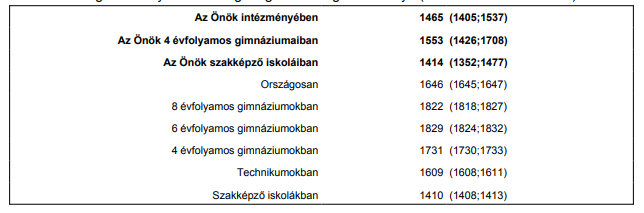 Az Önök intézményében 1465 (1405;1537)
Az Önök 4 évfolyamos gimnáziumaiban 1553 (1426;1708)
Az Önök szakképző iskoláiban 1414 (1352;1477)
Országosan 1646 (1645;1647)
8 évfolyamos gimnáziumokban 1822 (1818;1827)
6 évfolyamos gimnáziumokban 1829 (1824;1832)
4 évfolyamos gimnáziumokban 1731 (1730;1733)
Technikumokban 1609 (1608;1611)
Szakképző iskolákban 1410 (1408;1413)